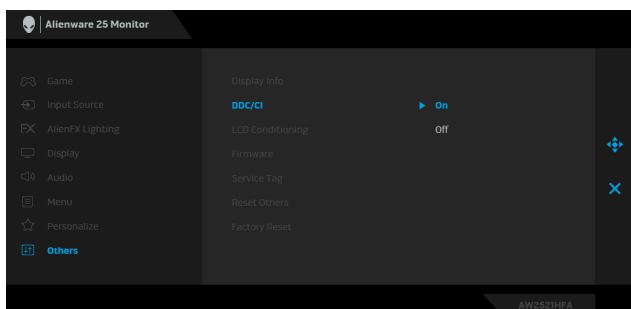 Alienware 25 Monitor
Game
Input Source
AlienFX Lighting
Display
Audio
Menu
Personalize
Others
Display Info
DDC/CI
On
LCD Conditioning
Off
Firmware
Service Tag
Reset Others
Factory Reset
AW2521HFA